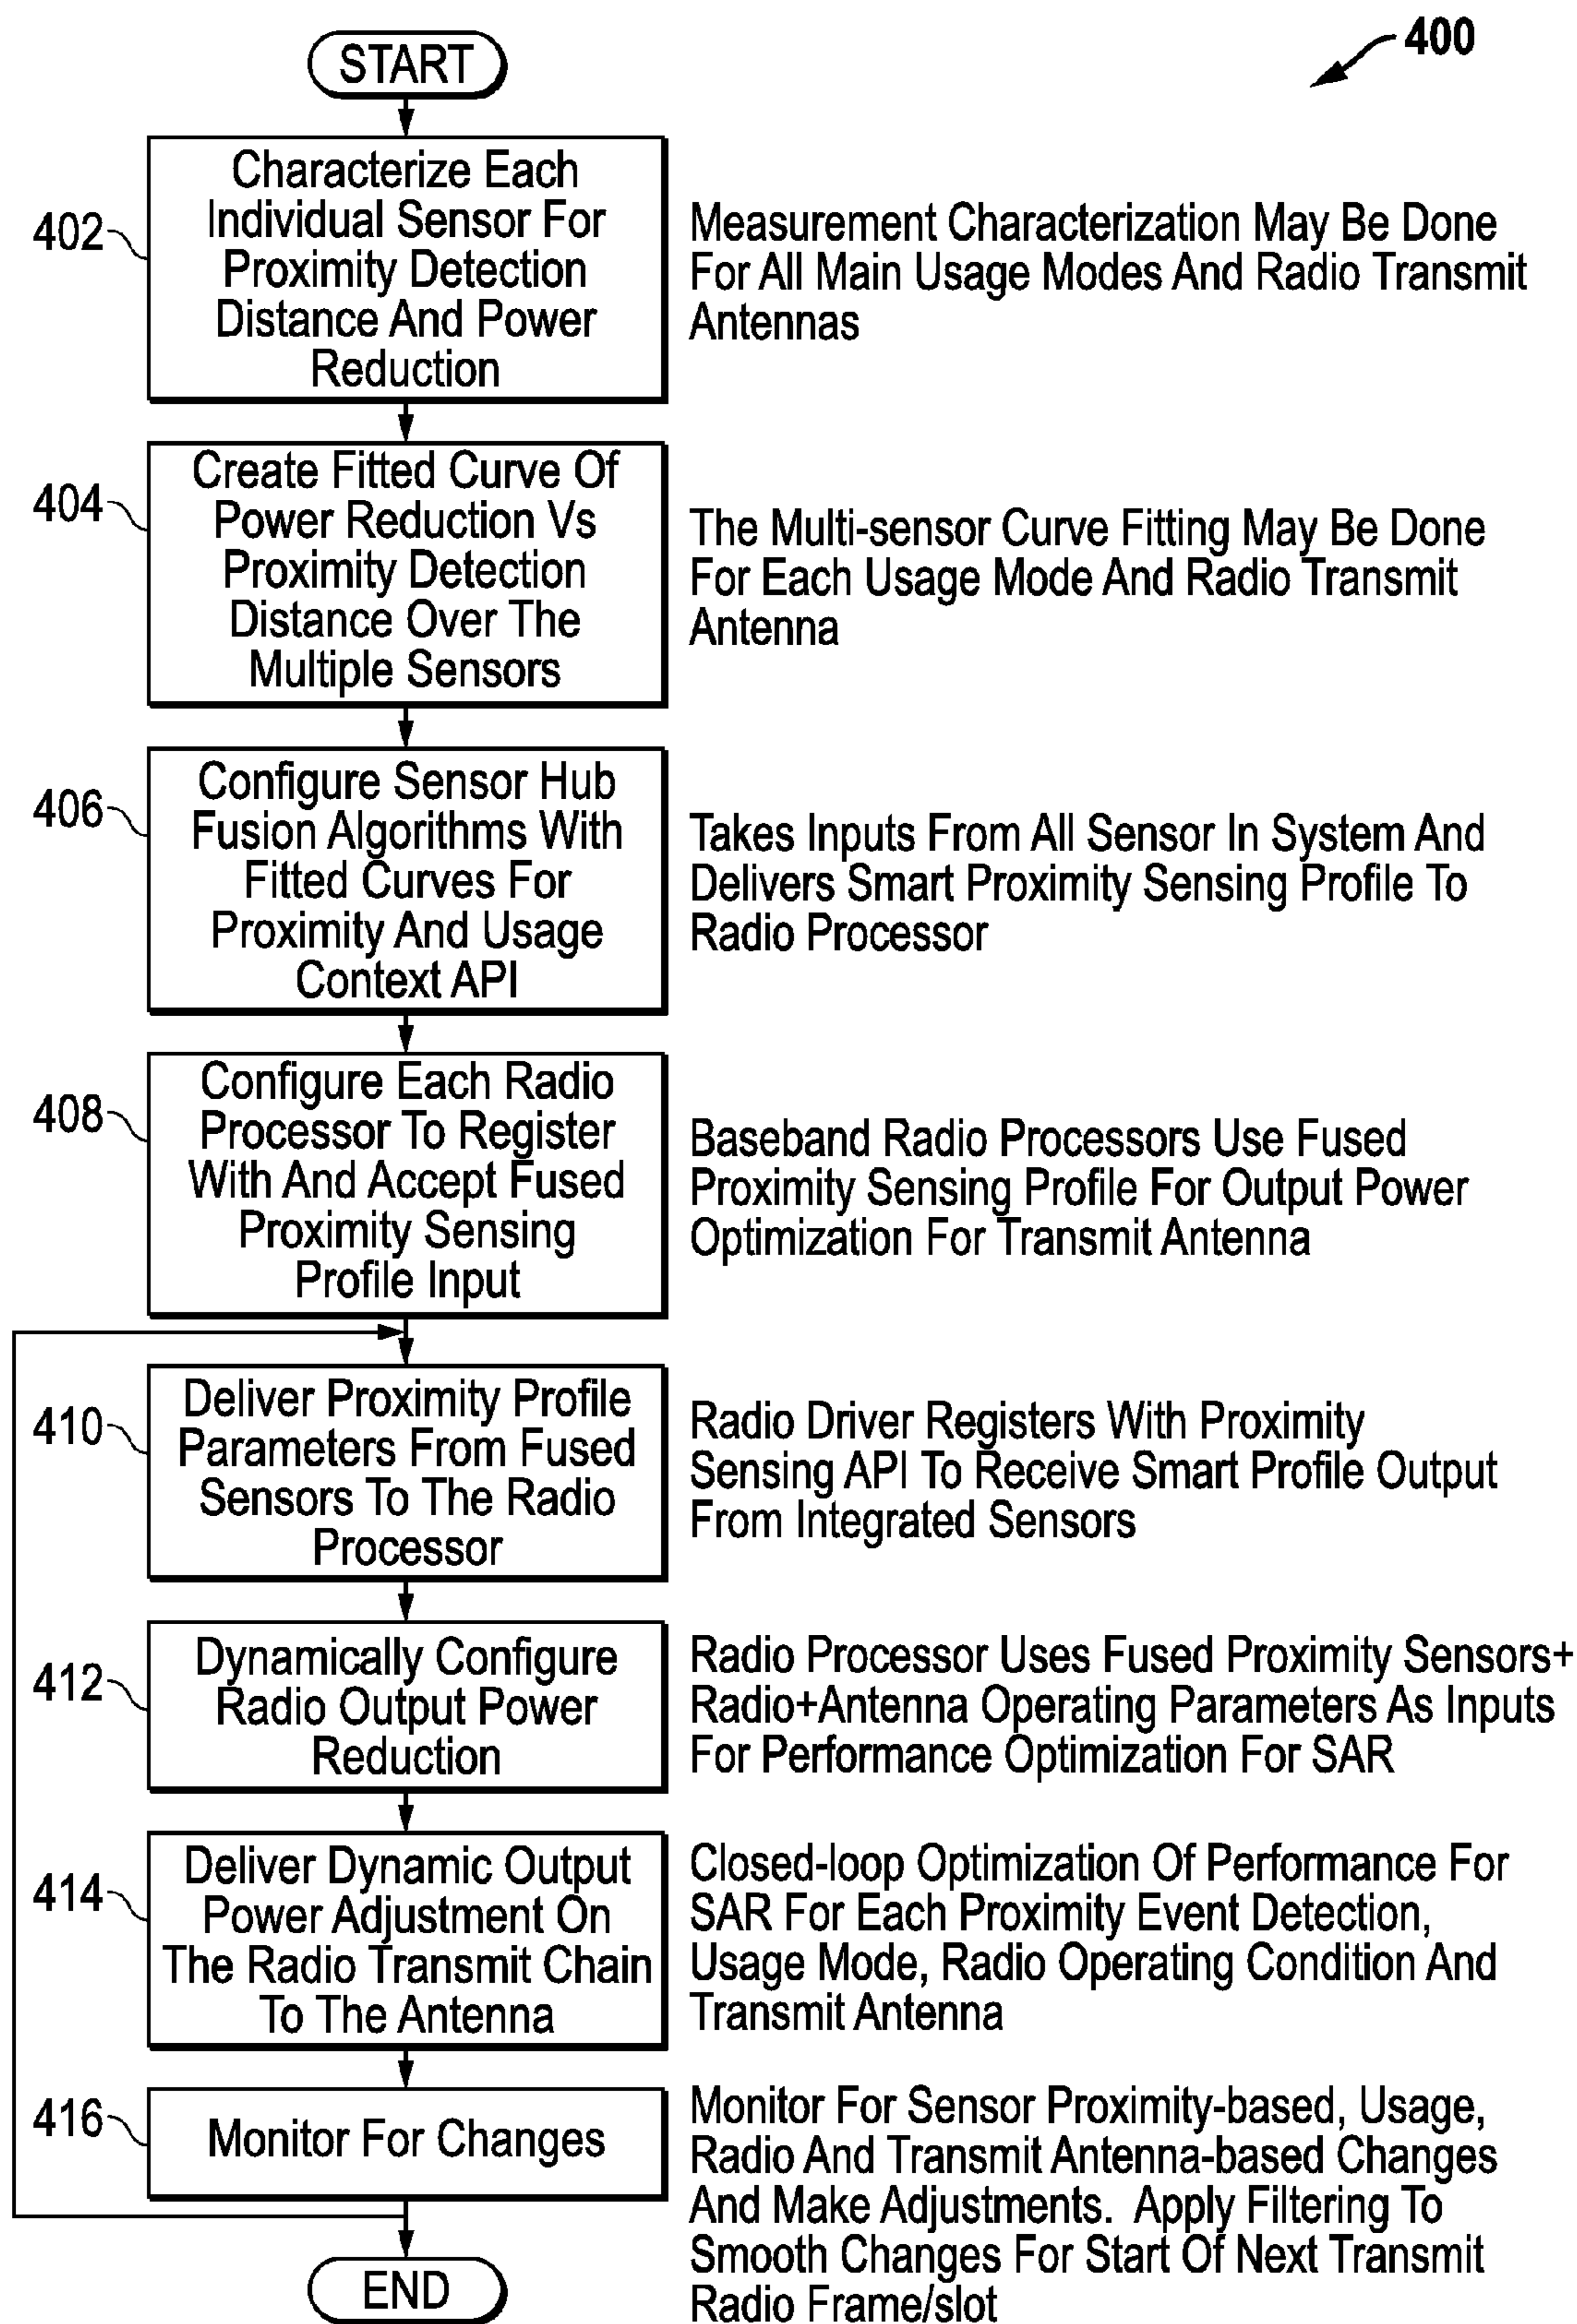 400
START
402
Characterize Each
Individual Sensor For
Proximity Detection
Distance And Power
Reduction
Measurement Characterization May Be Done
For All Main Usage Modes And Radio Transmit
Antennas
404
Create Fitted Curve Of
Power Reduction Vs
Proximity Detection
Distance Over The
Multiple Sensors
The Multi-sensor Curve Fitting May Be Done
For Each Usage Mode And Radio Transmit
Antenna
406
Configure Sensor Hub
Fusion Algorithms With
Fitted Curves For
Proximity And Usage
Context API
Takes Inputs From All Sensor In System And
Delivers Smart Proximity Sensing Profile To
Radio Processor
408
Configure Each Radio
Processor To Register
With And Accept Fused
Proximity Sensing
Profile Input
Baseband Radio Processors Use Fused
Proximity Sensing Profile For Output Power
Optimization For Transmit Antenna
410
Deliver Proximity Profile
Parameters From Fused
Sensors To The Radio
Processor
Radio Driver Registers With Proximity
Sensing API To Receive Smart Profile Output
From Integrated Sensors
412
Dynamically Configure
Radio Output Power
Reduction
Radio Processor Uses Fused Proximity Sensors+
Radio+Antenna Operating Parameters As Inputs
For Performance Optimization For SAR
414
Deliver Dynamic Output
Power Adjustment On
The Radio Transmit Chain
To The Antenna
Closed-loop Optimization Of Performance For
SAR For Each Proximity Event Detection,
Usage Mode, Radio Operating Condition And
Transmit Antenna
416
Monitor For Changes
Monitor For Sensor Proximity-based, Usage,
Radio And Transmit Antenna-based Changes
And Make Adjustments. Apply Filtering To
Smooth Changes For Start Of Next Transmit
Radio Frame/slot
END